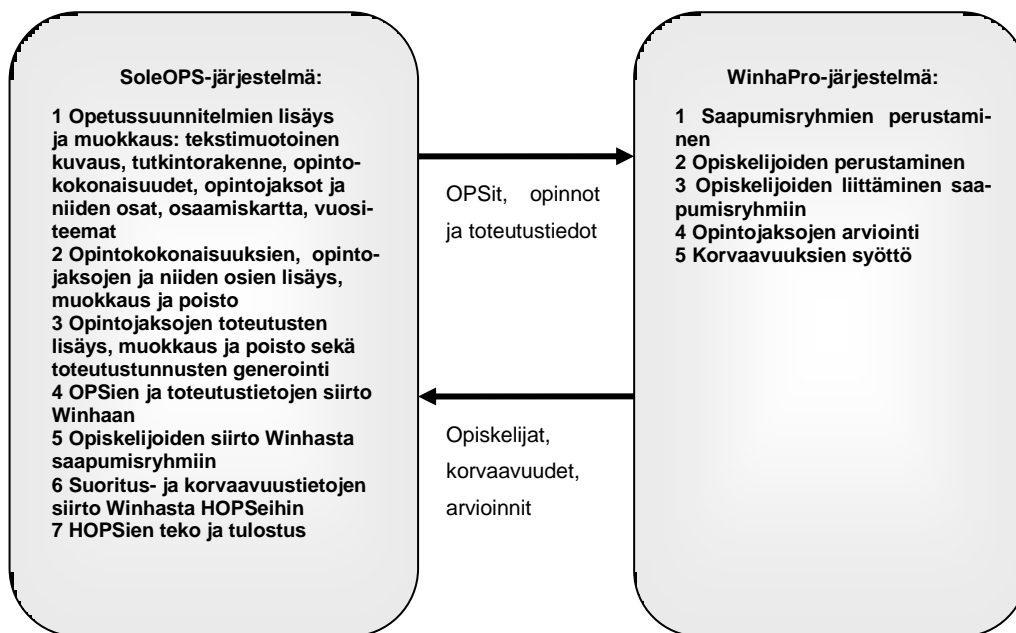 SoleOPS-järjestelmä:
1 Opetussuunnitelmien lisäys
ja muokkaus: tekstimuotoinen
kuvaus, tutkintorakenne, opinto-
kokonaisuudet, opintojaksot ja
niiden osat, osaamiskartta, vuosi-
teemat
2 Opintokokonaisuuksien, opinto-
jaksojen ja niiden osien lisäys,
muokkaus ja poisto
3 Opintojaksojen toteutusten
lisäys, muokkaus ja poisto sekä
toteutustunnusten generointi
4 OPSien ja toteutustietojen siirto
Winhaan
5 Opiskelijoiden siirto Winhasta
saapumisryhmiin
6 Suoritus- ja korvaavuustietojen
siirto Winhasta HOPSeihin
7 HOPSien teko ja tulostus
OPSit, opinnot
ja toteutustiedot
Opiskelijat,
korvaavuudet,
arvioinnit
WinhaPro-järjestelmä:
1 Saapumisryhmien perustami-
nen
2 Opiskelijoiden perustaminen
3 Opiskelijoiden liittäminen saa-
pumisryhmiin
4 Opintojaksojen arviointi
5 Korvaavuuksien syöttö